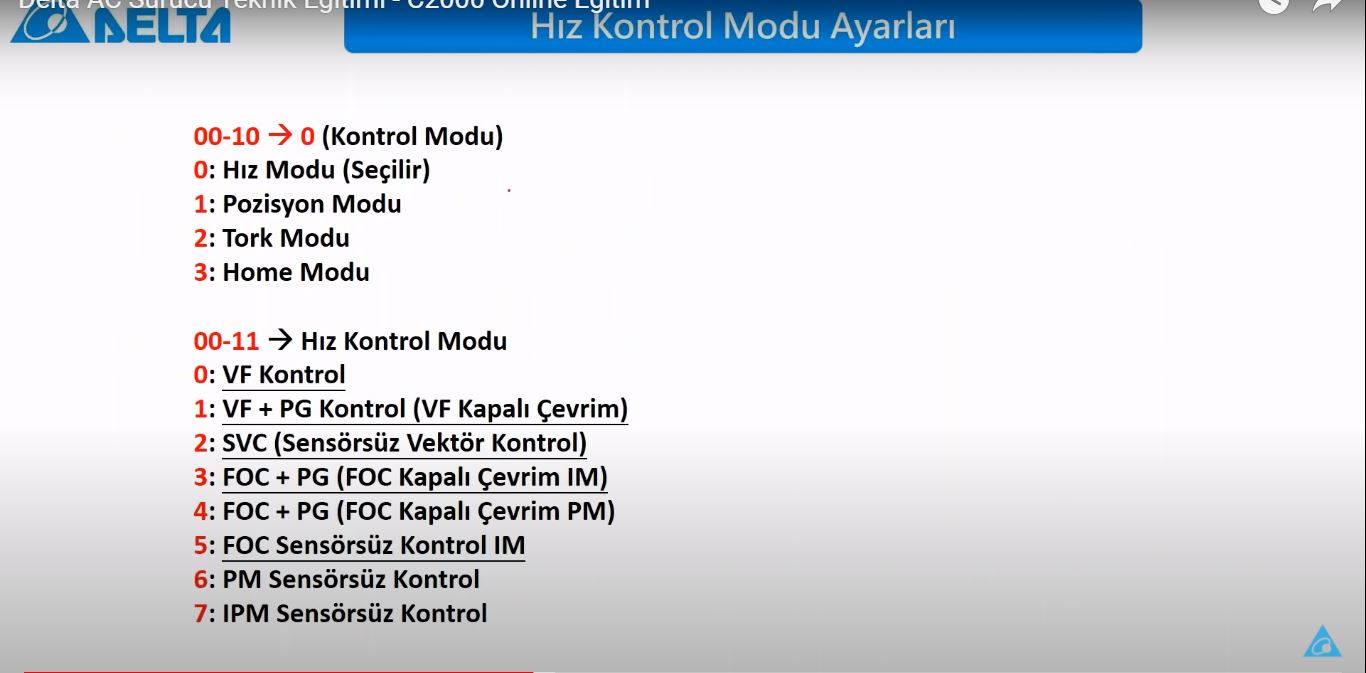 Delta AC Sürücü Teknik Eğitimi - C2000 Online Eğitim
DELTA
Hız Kontrol Modu Ayarları
00-10 → 0 (Kontrol Modu)
0: Hız Modu (Seçilir)
1: Pozisyon Modu
2: Tork Modu
3: Home Modu
00-11 → Hız Kontrol Modu
0: VF Kontrol
1: VF + PG Kontrol (VF Kapalı Çevrim)
2: SVC (Sensörsüz Vektör Kontrol)
3: FOC + PG (FOC Kapalı Çevrim IM)
4: FOC + PG (FOC Kapalı Çevrim PM)
5: FOC Sensörsüz Kontrol IM
6: PM Sensörsüz Kontrol
7: IPM Sensörsüz Kontrol